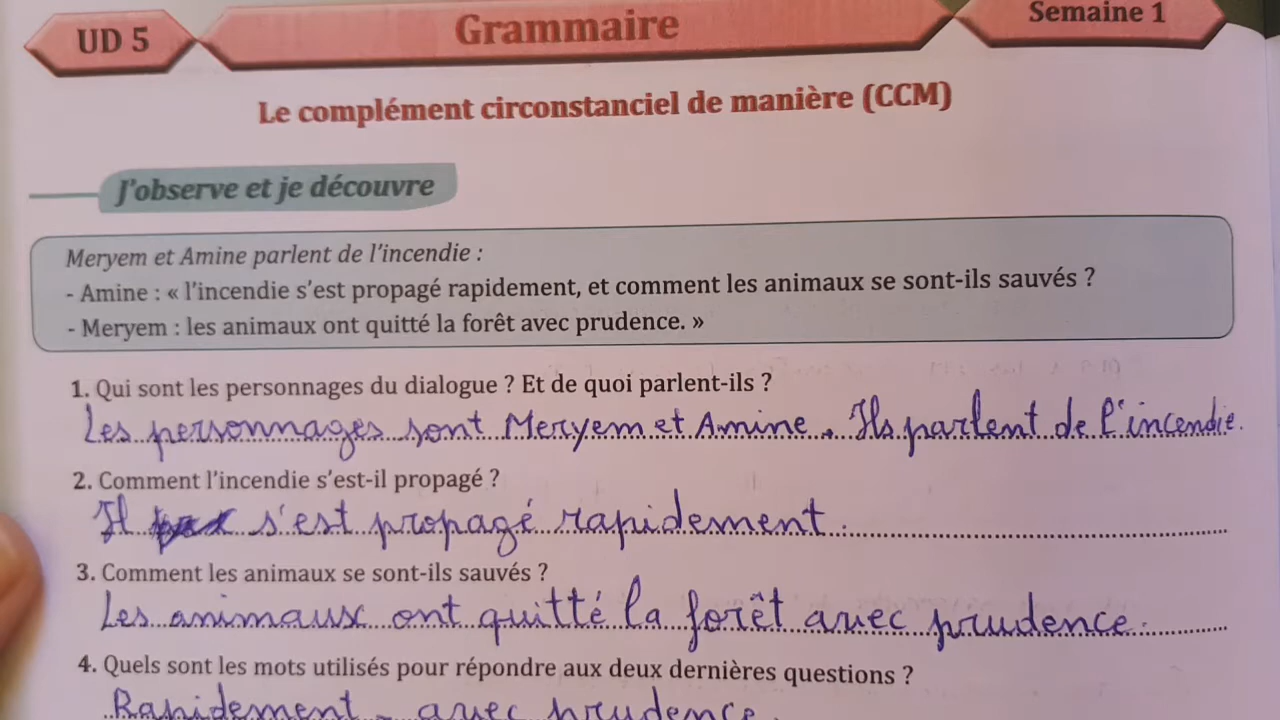 UD 5
Grammaire
Semaine 1
Le complément circonstanciel de manière (CCM)
J'observe et je découvre
Meryem et Amine parlent de l'incendie :
- Amine : « l'incendie s'est propagé rapidement, et comment les animaux se sont-ils sauvés ?
- Meryem : les animaux ont quitté la forêt avec prudence. »
1. Qui sont les personnages du dialogue ? Et de quoi parlent-ils ?
Les personnages sont Meryem et Amine. Ils parlent de l'incendie.
2. Comment l'incendie s'est-il propagé ?
Il s'est propagé rapidement.
3. Comment les animaux se sont-ils sauvés ?
Les animaux ont quitté la forêt avec prudence.
4. Quels sont les mots utilisés pour répondre aux deux dernières questions ?
Rapidement - avec prudence.